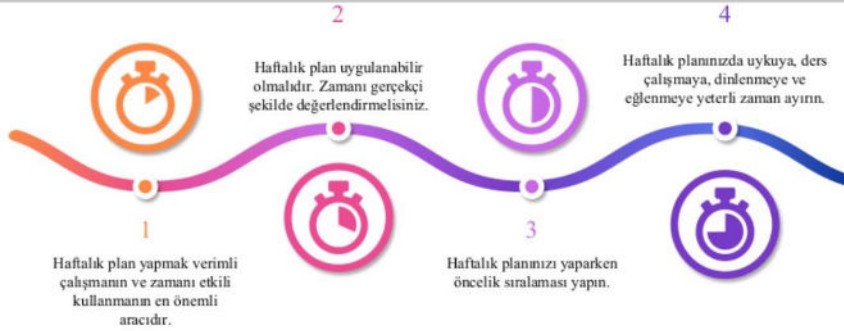 1
Haftalık plan yapmak verimli
çalışmanın ve zamanı etkili
kullanmanın en önemli
aracıdır.
2
Haftalık plan uygulanabilir
olmalıdır. Zamanı gerçekçi
şekilde değerlendirmelisiniz.
3
Haftalık planınızı yaparken
öncelik sıralaması yapın.
4
Haftalık planınızda uykuya, ders
çalışmaya, dinlenmeye ve
eğlenmeye yeterli zaman ayırın.